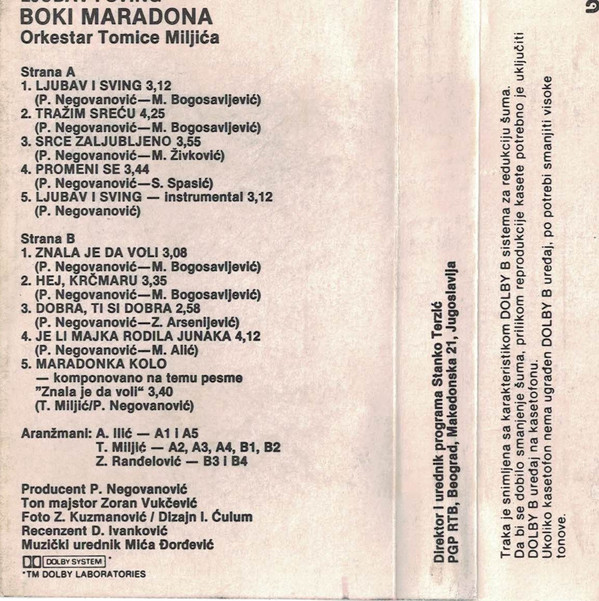 LJUBAV I SVING
BOKI MARADONA
Orkestar Tomice Miljića
Strana A
1. LJUBAV I SVING 3,12
(P. Negovanović—M. Bogosavljević)
2. TRAŽIM SREĆU 4,25
(P. Negovanović—M. Bogosavljević)
3. SRCE ZALJUBLJENO 3,55
(P. Negovanović—M. Živković)
4. PROMENI SE 3,44
(P. Negovanović—S. Spasić)
5. LJUBAV I SVING — instrumental 3,12
(P. Negovanović)
Strana B
1. ZNALA JE DA VOLI 3,08
(P. Negovanović—M. Bogosavljević)
2. HEJ, KRČMARU 3,35
(P. Negovanović—M. Bogosavljević)
3. DOBRA, TI SI DOBRA 2,58
(P. Negovanović—Z. Arsenijević)
4. JE LI MAJKA RODILA JUNAKA 4,12
(P. Negovanović—M. Alić)
5. MARADONKA KOLO
— komponovano na temu pesme
"Znala je da voli" 3,40
(T. Miljić/P. Negovanović)
Aranžmani: A. Ilić — A1 i A5
T. Miljić — A2, A3, A4, B1, B2
Z. Ranđelović — B3 i B4
Producent P. Negovanović
Ton majstor Zoran Vukčević
Foto Z. Kuzmanović / Dizajn I. Ćulum
Recenzent D. Ivanković
Muzički urednik Mića Đorđević
DOLBY SYSTEM *
*TM DOLBY LABORATORIES
Direktor i urednik programa Stanko Terzić
PGP RTB, Beograd, Makedonska 21, Jugoslavija
Traka je snimljena sa karakteristikom DOLBY B sistema za redukciju šuma.
Da bi se dobilo smanjenje šuma, prilikom reprodukcije kasete potrebno je uključiti
DOLBY B uređaj na kasetofonu.
Ukoliko kasetofon nema ugrađen DOLBY B uređaj, po potrebi smanjiti visoke
tonove.